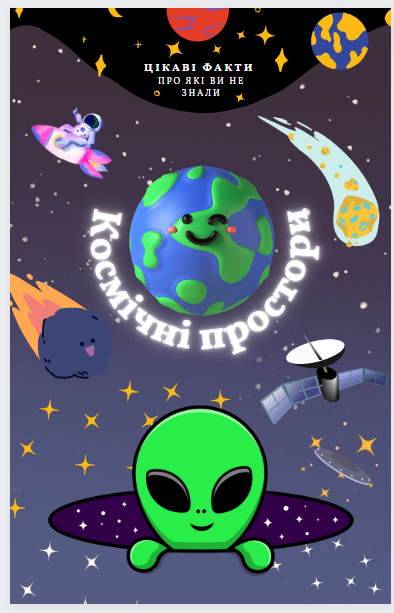 ЦІКАВІ ФАКТИ
ПРО ЯКІ ВИ НЕ
ЗНАЛИ
Космічні простори